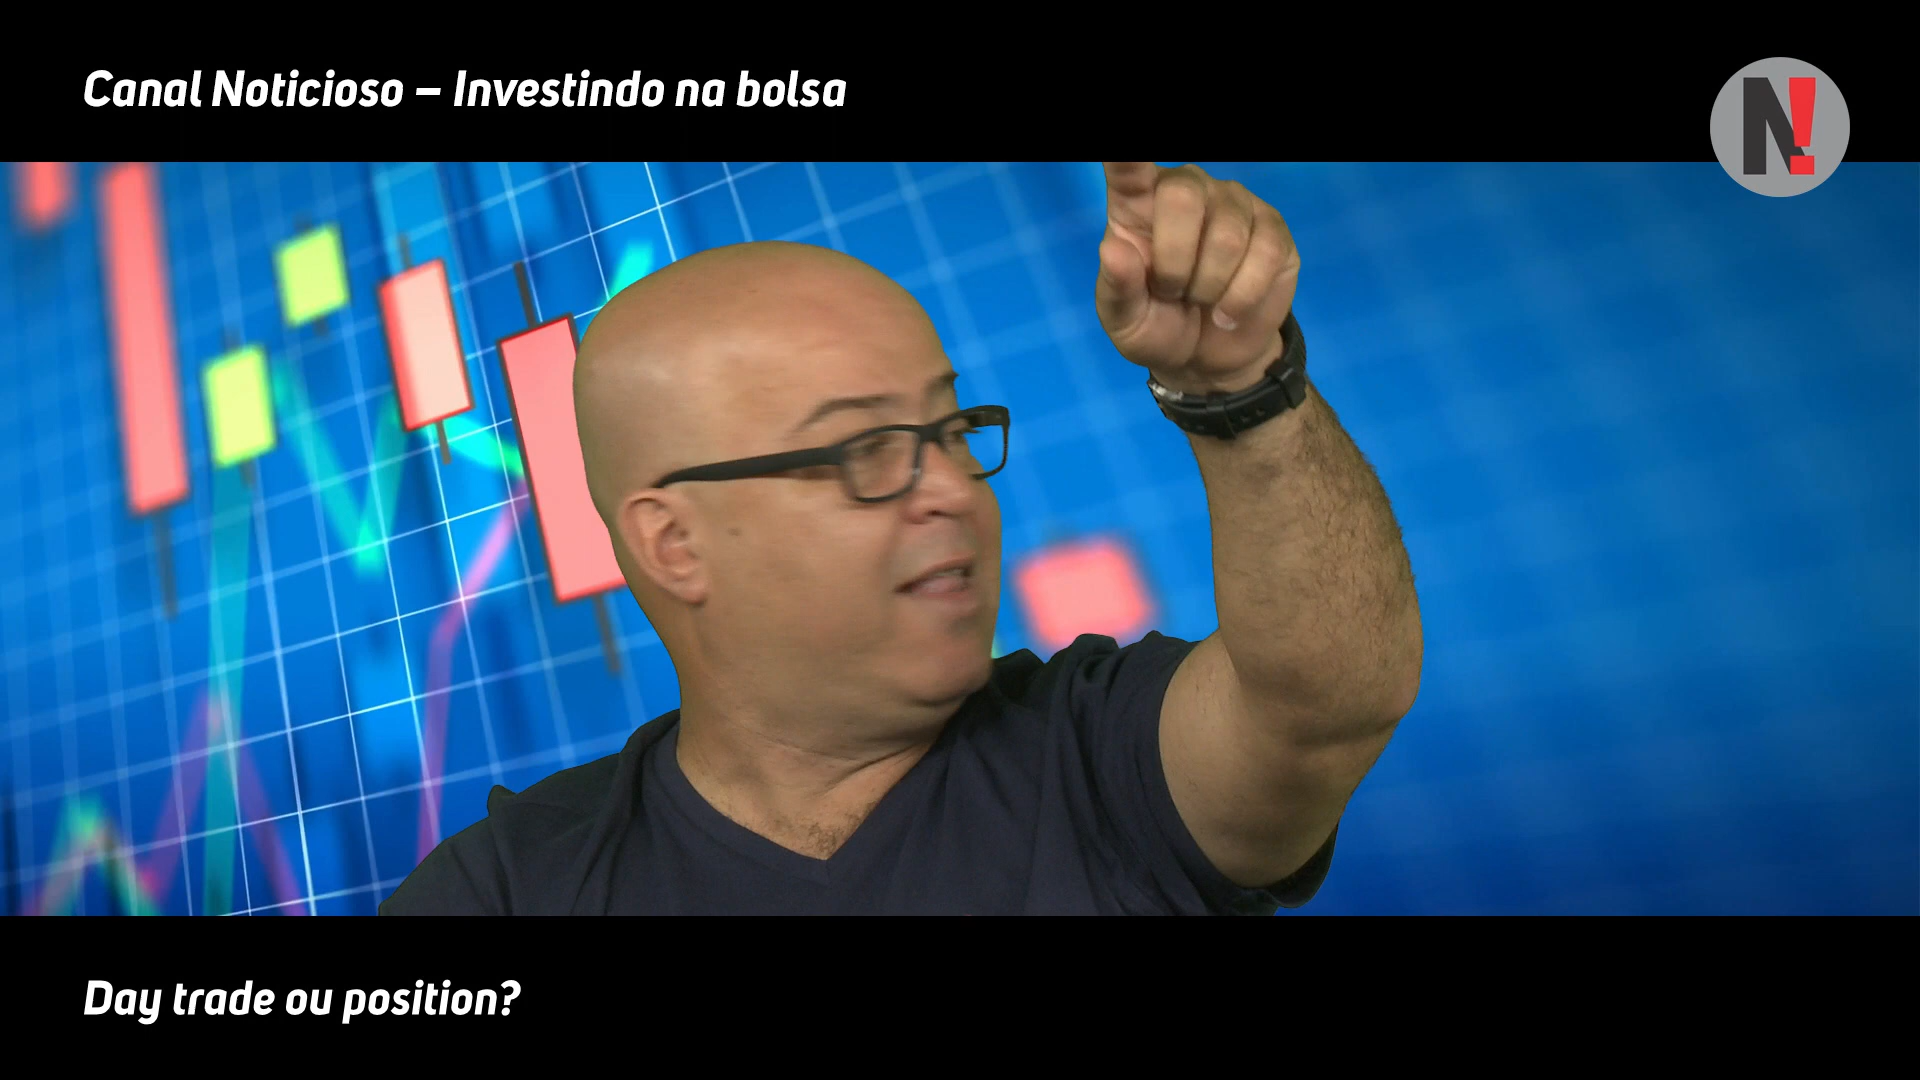 Canal Noticioso – Investindo na bolsa
N!
Day trade ou position?